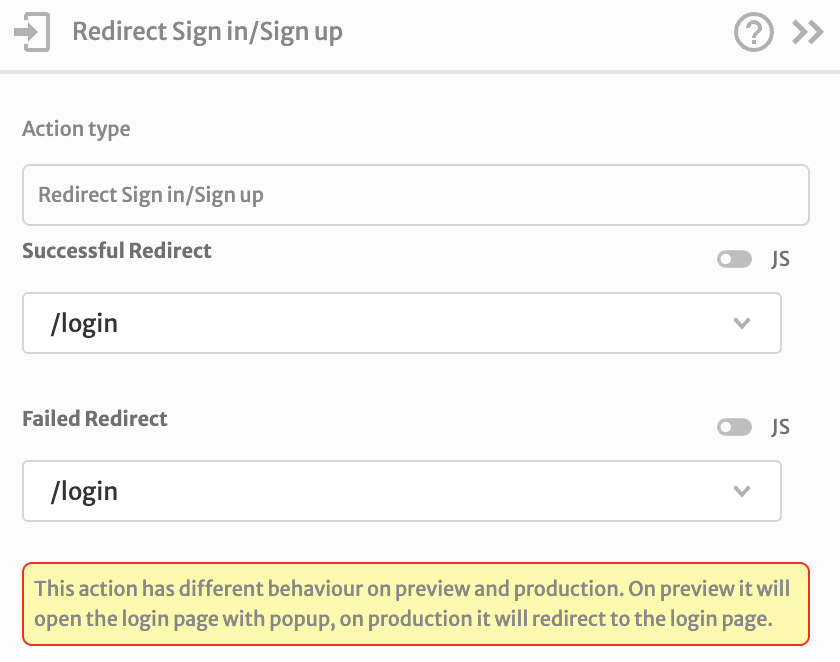 Redirect Sign in/Sign up
Action type
Redirect Sign in/Sign up
Successful Redirect
JS
/login
Failed Redirect
JS
/login
This action has different behaviour on preview and production. On preview it will
open the login page with popup, on production it will redirect to the login page.